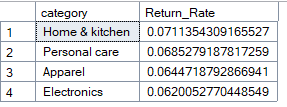 category Return_Rate
1 Home & kitchen 0.0711354309165527
2 Personal care 0.0685279187817259
3 Apparel 0.0644718792866941
4 Electronics 0.0620052770448549